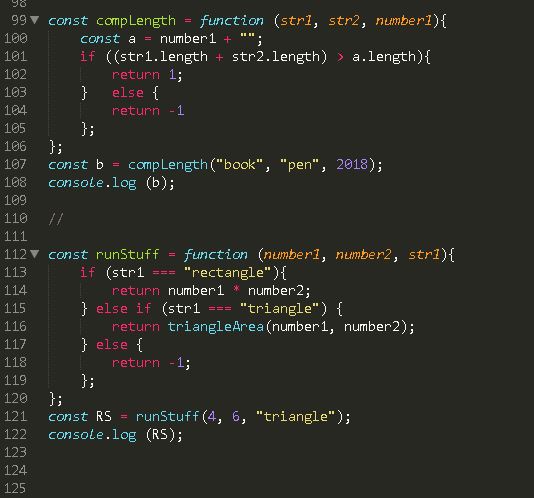 98
99 const compLength = function (str1, str2, number1){
100     const a = number1 + "";
101     if ((str1.length + str2.length) > a.length){
102         return 1;
103     }   else {
104         return -1
105     };
106 };
107 const b = compLength("book", "pen", 2018);
108 console.log (b);
109
110 //
111
112 const runStuff = function (number1, number2, str1){
113     if (str1 === "rectangle"){
114         return number1 * number2;
115     } else if (str1 === "triangle") {
116         return triangleArea(number1, number2);
117     } else {
118         return -1;
119     };
120 };
121 const RS = runStuff(4, 6, "triangle");
122 console.log (RS);
123
124
125